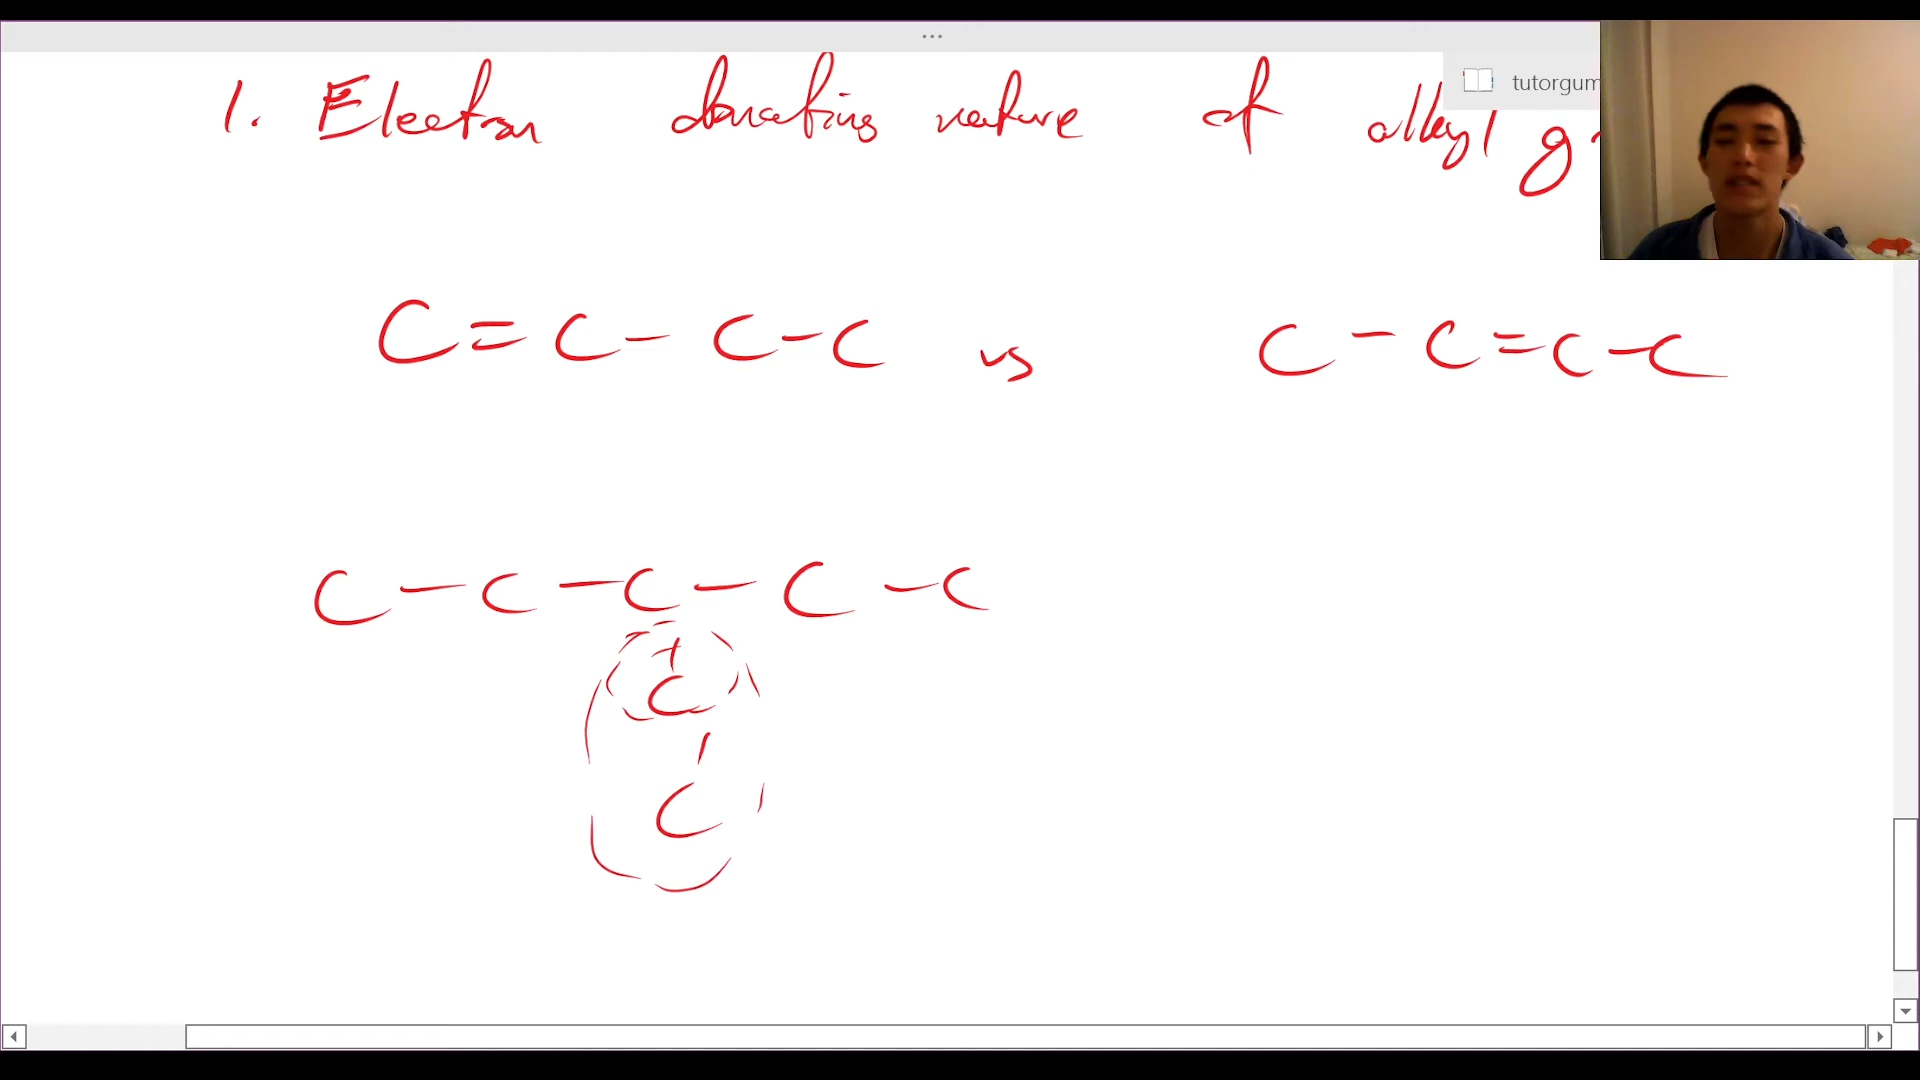 1. Electron donating nature of alkyl
tutorgum
C = C - C - C vs C - C = C - C
C - C - C - C - C
+
C
|
C